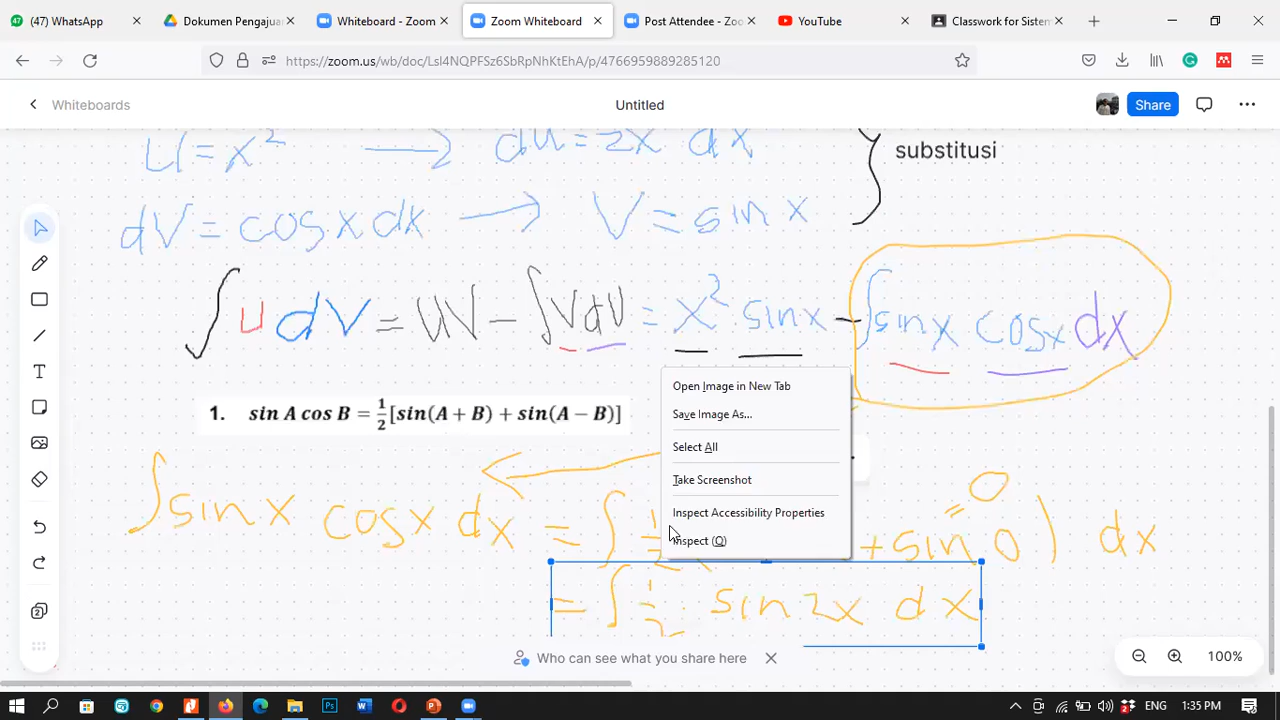 (47) WhatsApp
Dokumen Pengajua
Whiteboard - Zoom
Zoom Whiteboard
Post Attendee - Zoo
YouTube
Classwork for Sistem
https://zoom.us/wb/doc/
/p/4766959889285120
Whiteboards
Untitled
Share
U = x² → du = 2x dx
substitusi
dV = cos x dx → V = sin x
∫ u dV = UV - ∫ V dU = x² sin x - ∫ sin x cos x dx
1. sin A cos B = 1/2 [sin(A + B) + sin(A − B)]
Open Image in New Tab
Save Image As...
Select All
Take Screenshot
Inspect Accessibility Properties
Inspect (Q)
= 0
∫ sin x cos x dx = ∫ 1/2 + sin 0) dx
= ∫ 1/2 sin 2x dx
Who can see what you share here
100%
ENG
1:35 PM